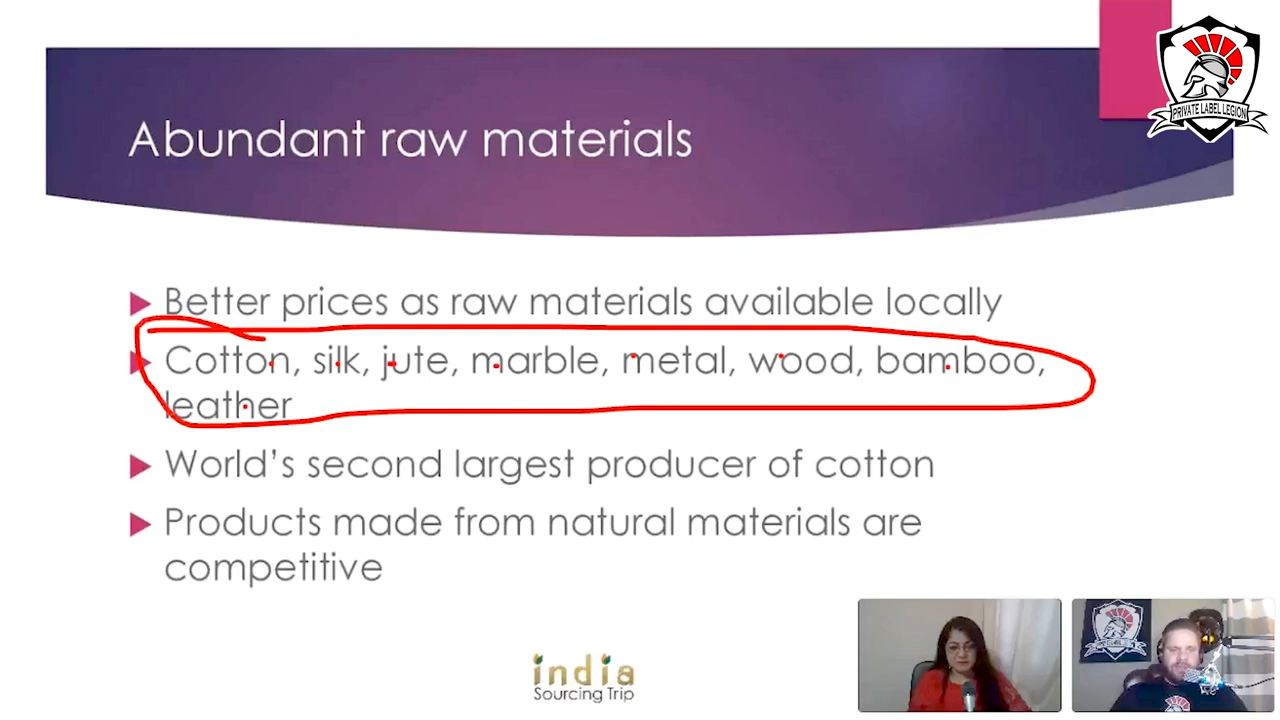 PRIVATE LABEL LEGION
Abundant raw materials
Better prices as raw materials available locally
Cotton, silk, jute, marble, metal, wood, bamboo,
leather
World's second largest producer of cotton
Products made from natural materials are
competitive
india
Sourcing Trip